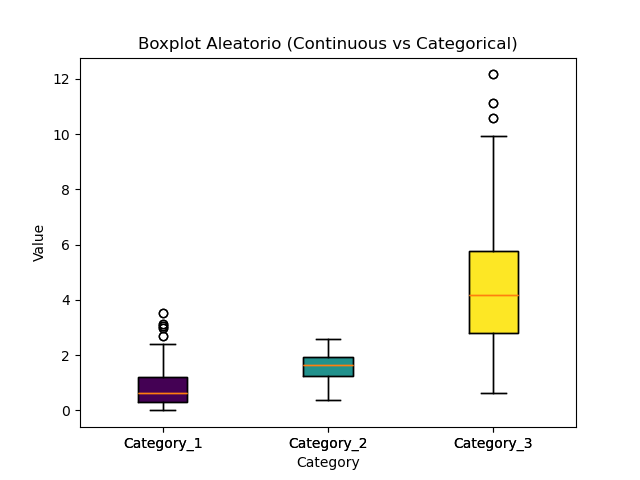 Boxplot Aleatorio (Continuous vs Categorical)
12
10
8
6
4
2
0
Value
Category_1
Category_2
Category_3
Category